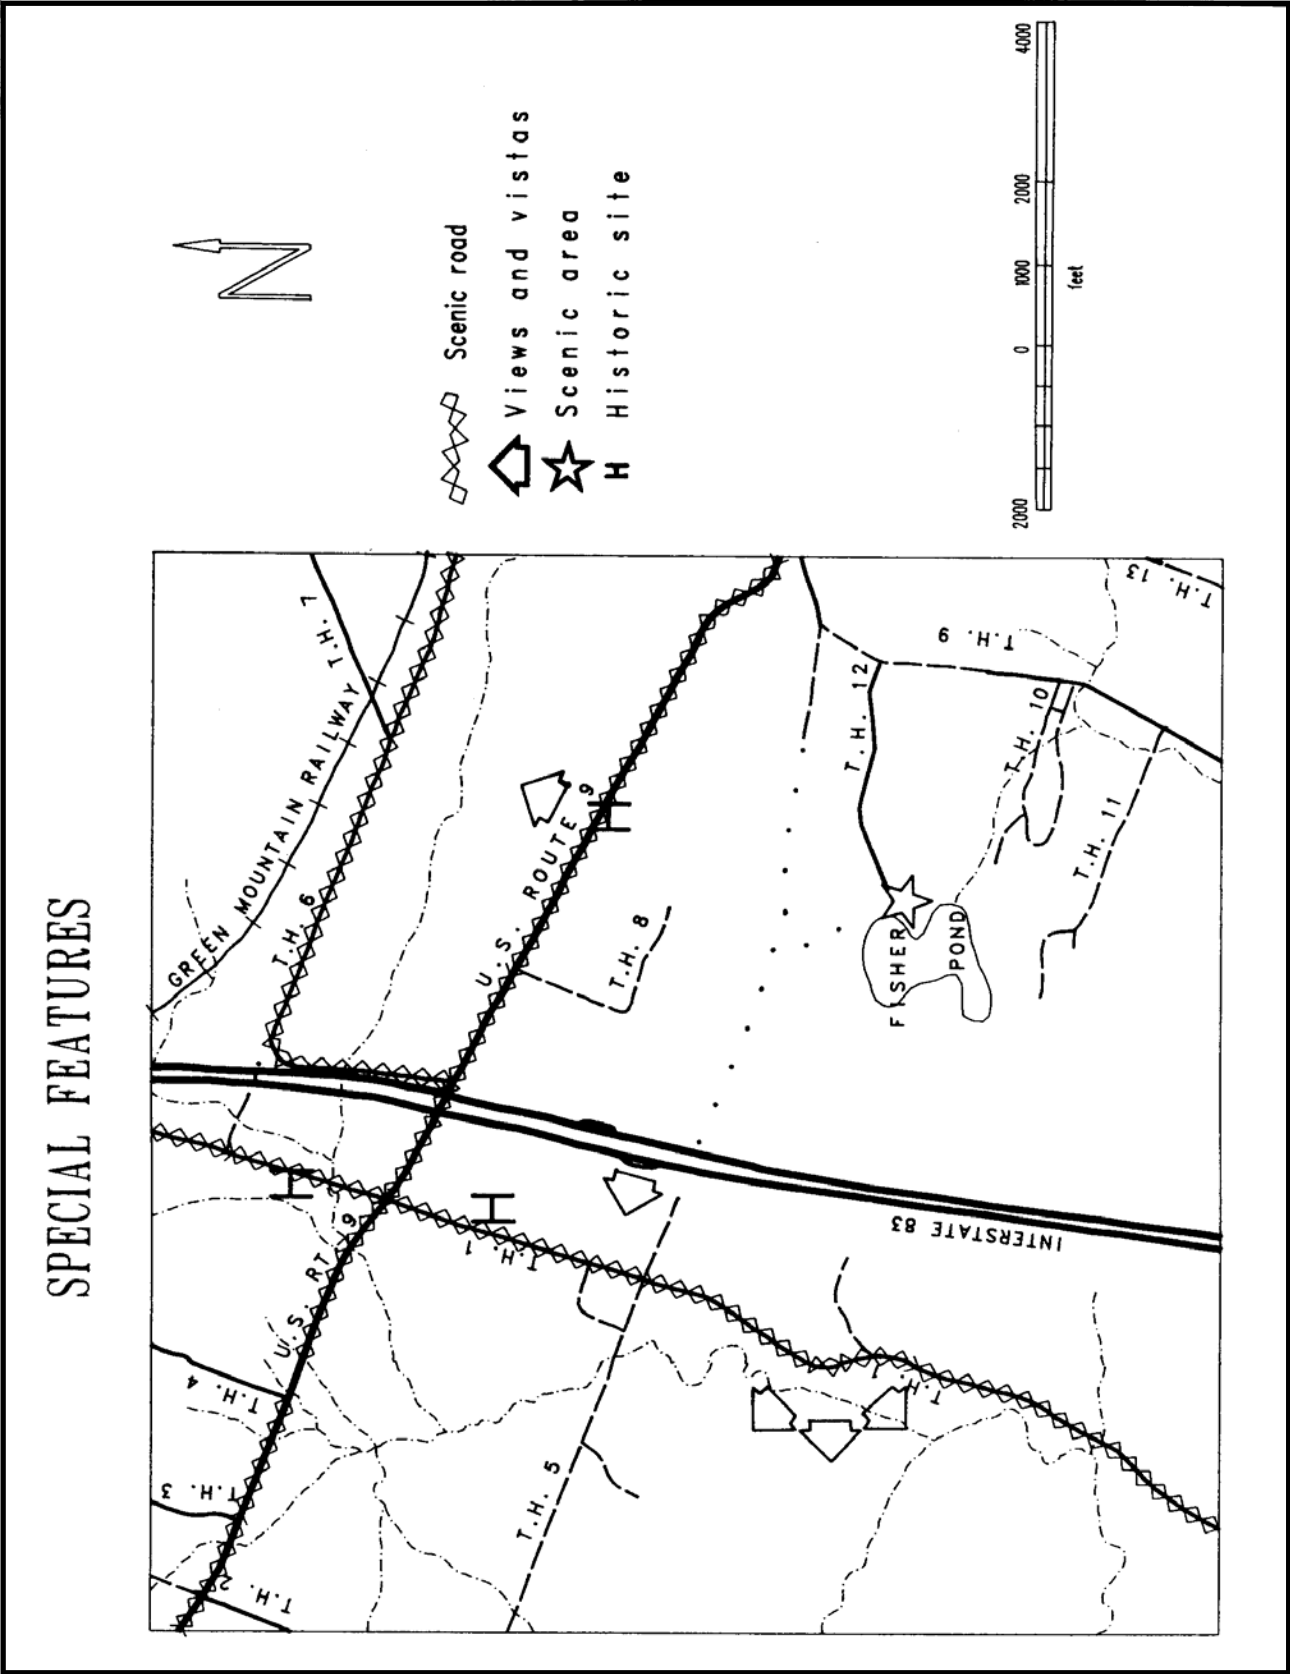 SPECIAL FEATURES
Scenic road
Views and vistas
Scenic area
H Historic site
2000 0 1000 2000 4000
feet
GREEN MOUNTAIN RAILWAY
T.H. 7
T.H. 6
U.S. ROUTE 9
H
T.H. 8
T.H. 12
T.H. 9
T.H. 10
T.H. 11
T.H. 13
FISHER
POND
INTERSTATE 83
H
H
T.H. 1
T.H. 1
U.S. RT 9
T.H. 4
T.H. 3
T.H. 2
T.H. 5
N